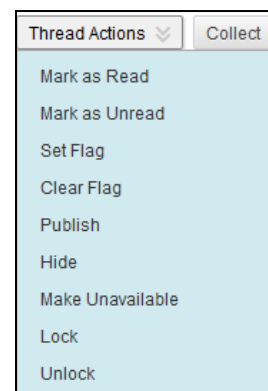 Thread Actions Collect
Mark as Read
Mark as Unread
Set Flag
Clear Flag
Publish
Hide
Make Unavailable
Lock
Unlock